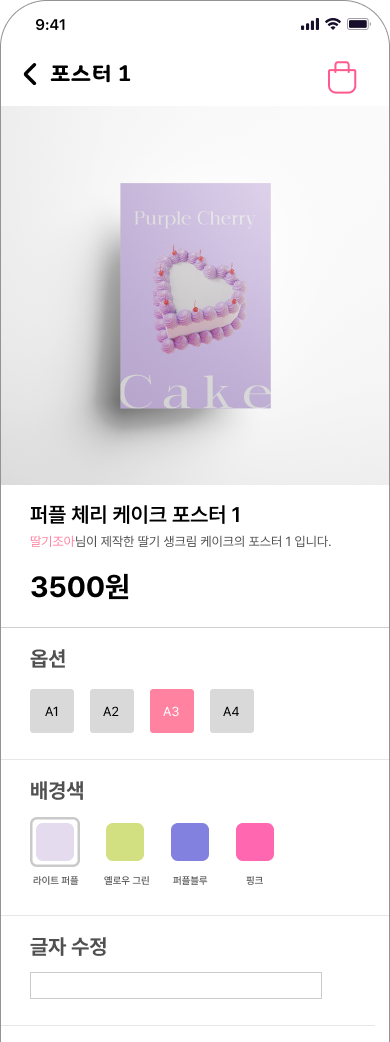 9:41
포스터 1
Purple Cherry
Cake
퍼플 체리 케이크 포스터 1
딸기조아님이 제작한 딸기 생크림 케이크의 포스터 1 입니다.
3500원
옵션
A1 A2 A3 A4
배경색
라이트 퍼플 옐로우 그린 퍼플블루 핑크
글자 수정